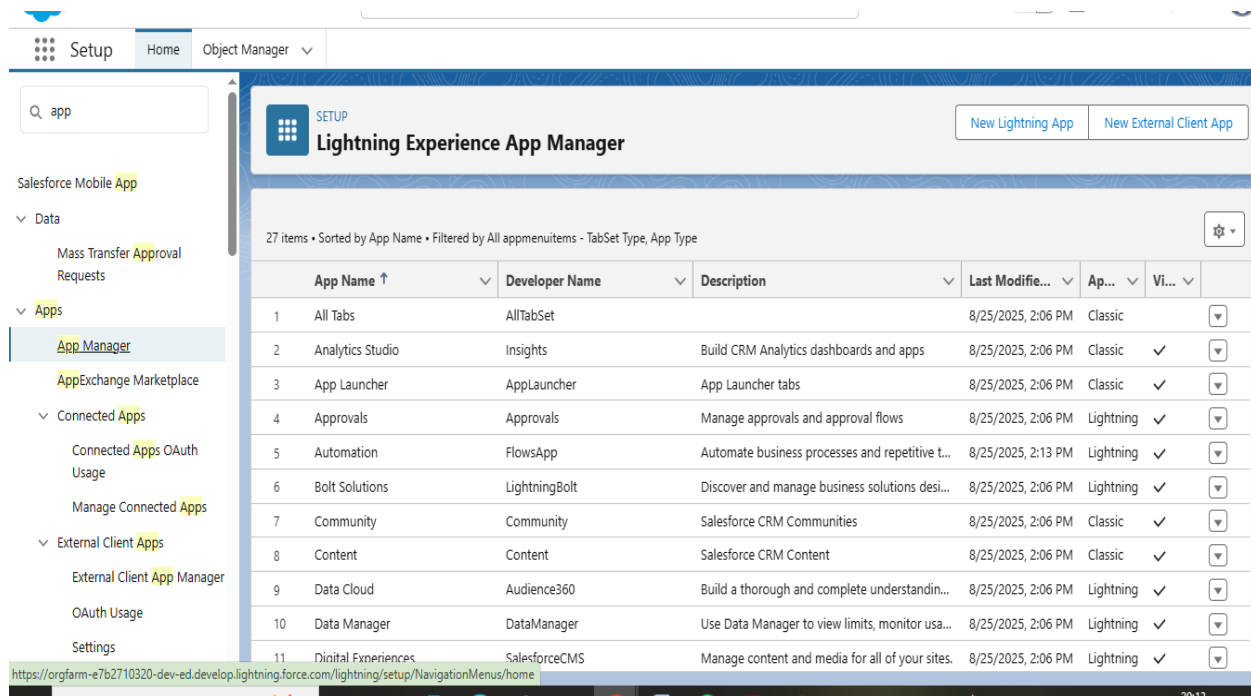 Setup Home Object Manager
app
Salesforce Mobile App
Data
Mass Transfer Approval
Requests
Apps
App Manager
AppExchange Marketplace
Connected Apps
Connected Apps OAuth
Usage
Manage Connected Apps
External Client Apps
External Client App Manager
OAuth Usage
Settings
SETUP
Lightning Experience App Manager
New Lightning App New External Client App
27 items • Sorted by App Name • Filtered by All appmenuitems - TabSet Type, App Type
App Name ↑ Developer Name Description Last Modifie... Ap... Vi...
1 All Tabs AllTabSet 8/25/2025, 2:06 PM Classic
2 Analytics Studio Insights Build CRM Analytics dashboards and apps 8/25/2025, 2:06 PM Classic ✓
3 App Launcher AppLauncher App Launcher tabs 8/25/2025, 2:06 PM Classic ✓
4 Approvals Approvals Manage approvals and approval flows 8/25/2025, 2:06 PM Lightning ✓
5 Automation FlowsApp Automate business processes and repetitive t... 8/25/2025, 2:13 PM Lightning ✓
6 Bolt Solutions LightningBolt Discover and manage business solutions desi... 8/25/2025, 2:06 PM Lightning ✓
7 Community Community Salesforce CRM Communities 8/25/2025, 2:06 PM Classic ✓
8 Content Content Salesforce CRM Content 8/25/2025, 2:06 PM Classic ✓
9 Data Cloud Audience360 Build a thorough and complete understandin... 8/25/2025, 2:06 PM Lightning ✓
10 Data Manager DataManager Use Data Manager to view limits, monitor usa... 8/25/2025, 2:06 PM Lightning ✓
11 Digital Experiences SalesforceCMS Manage content and media for all of your sites. 8/25/2025, 2:06 PM Lightning ✓
https://orgfarm-e7b2710320-dev-ed.develop.lightning.force.com/lightning/setup/NavigationMenus/home